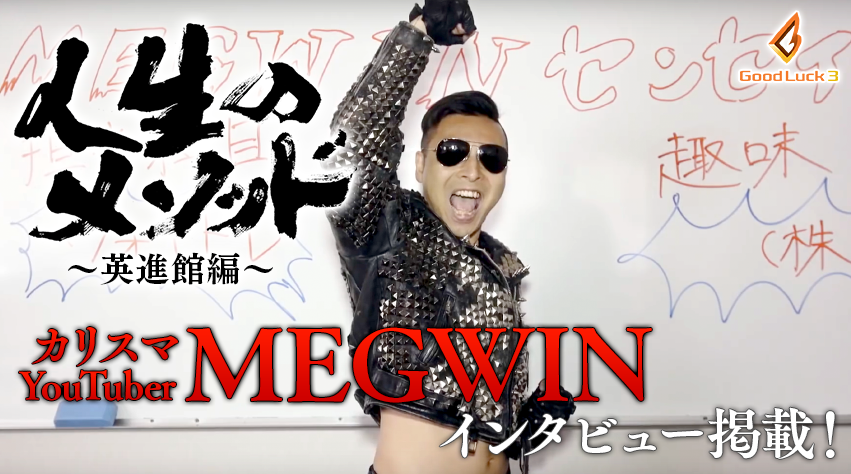 MEGWIN センセイ
Good Luck 3
人生の
メソッド
~英進館編~
趣味
(株
カリスマ
YouTuber
MEGWIN
インタビュー掲載!